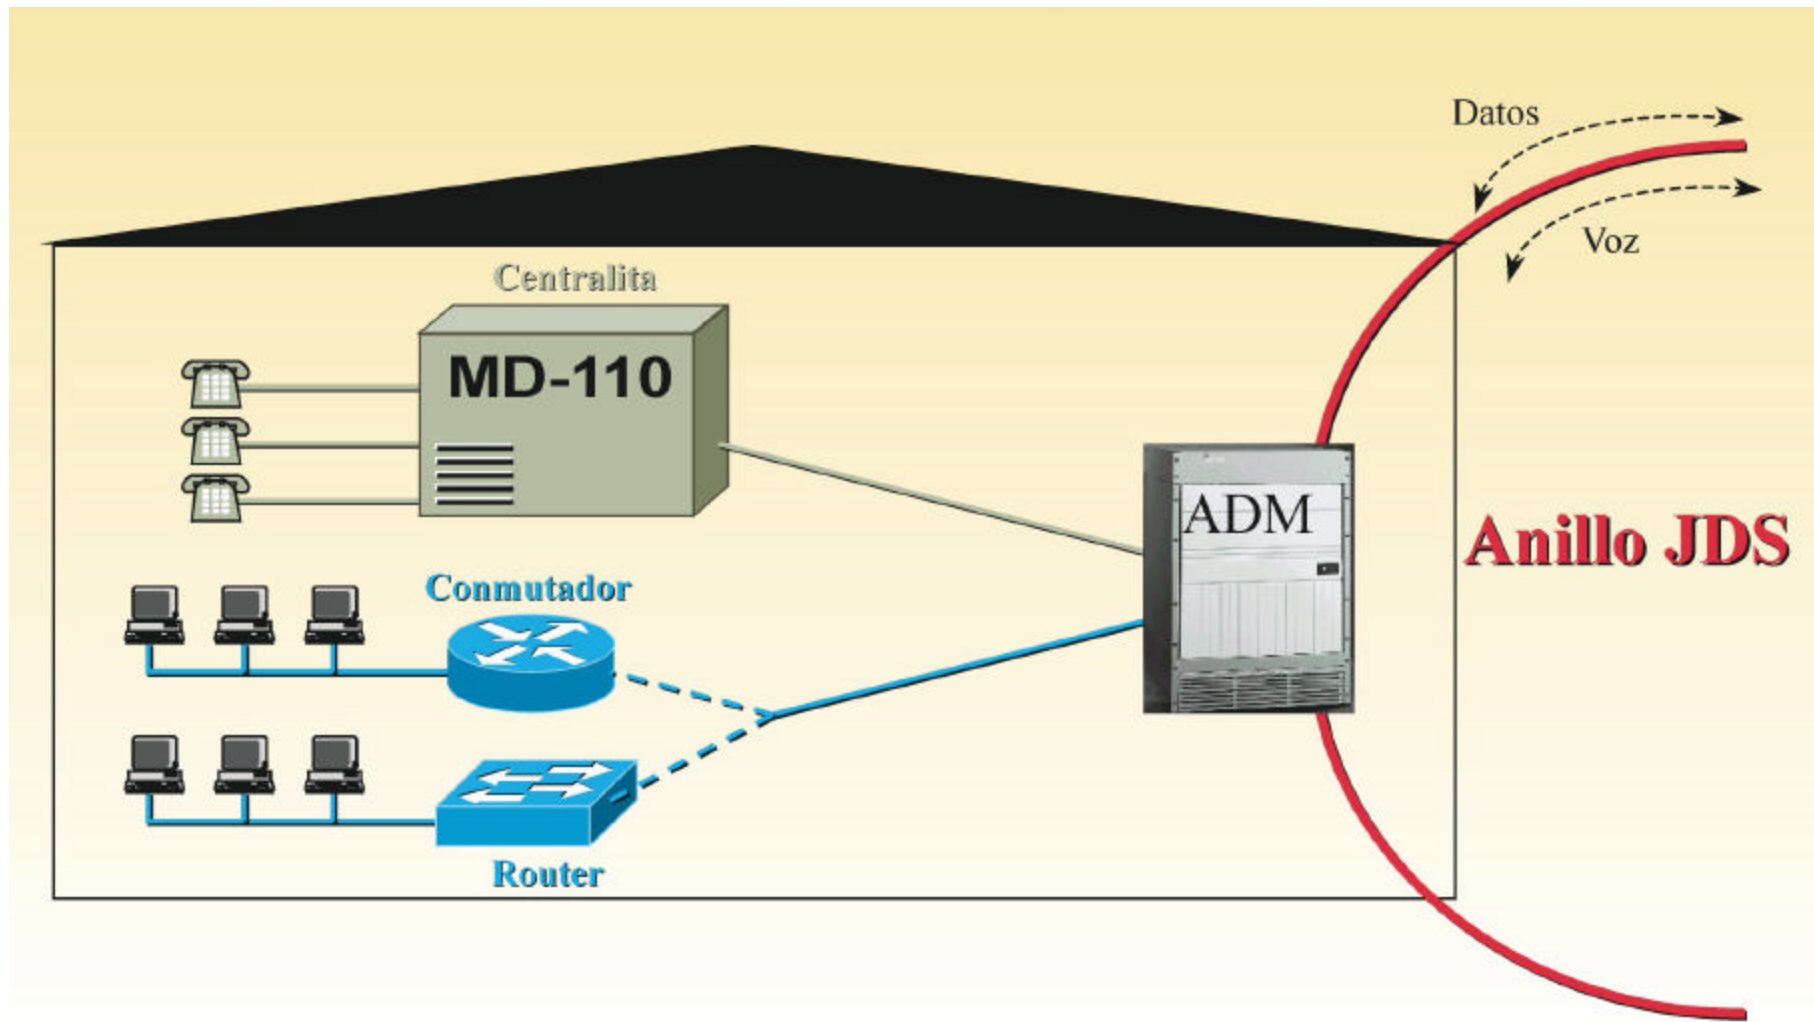 Datos
Voz
Centralita
MD-110
ADM
Anillo JDS
Conmutador
Router